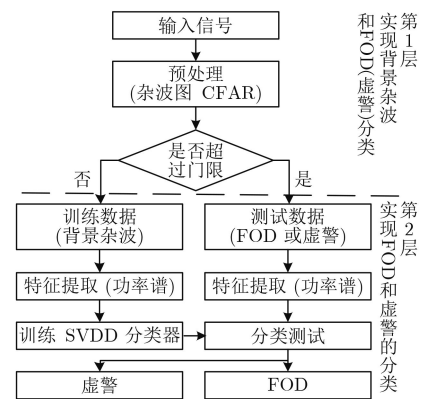 输入信号
预处理
(杂波图 CFAR)
是否超
过门限
否
是
第1层
实现背景杂波
和FOD(虚警)分类
训练数据
(背景杂波)
测试数据
(FOD 或虚警)
特征提取 (功率谱)
特征提取 (功率谱)
训练 SVDD 分类器
分类测试
虚警
FOD
第2层
实现FOD和虚警的分类